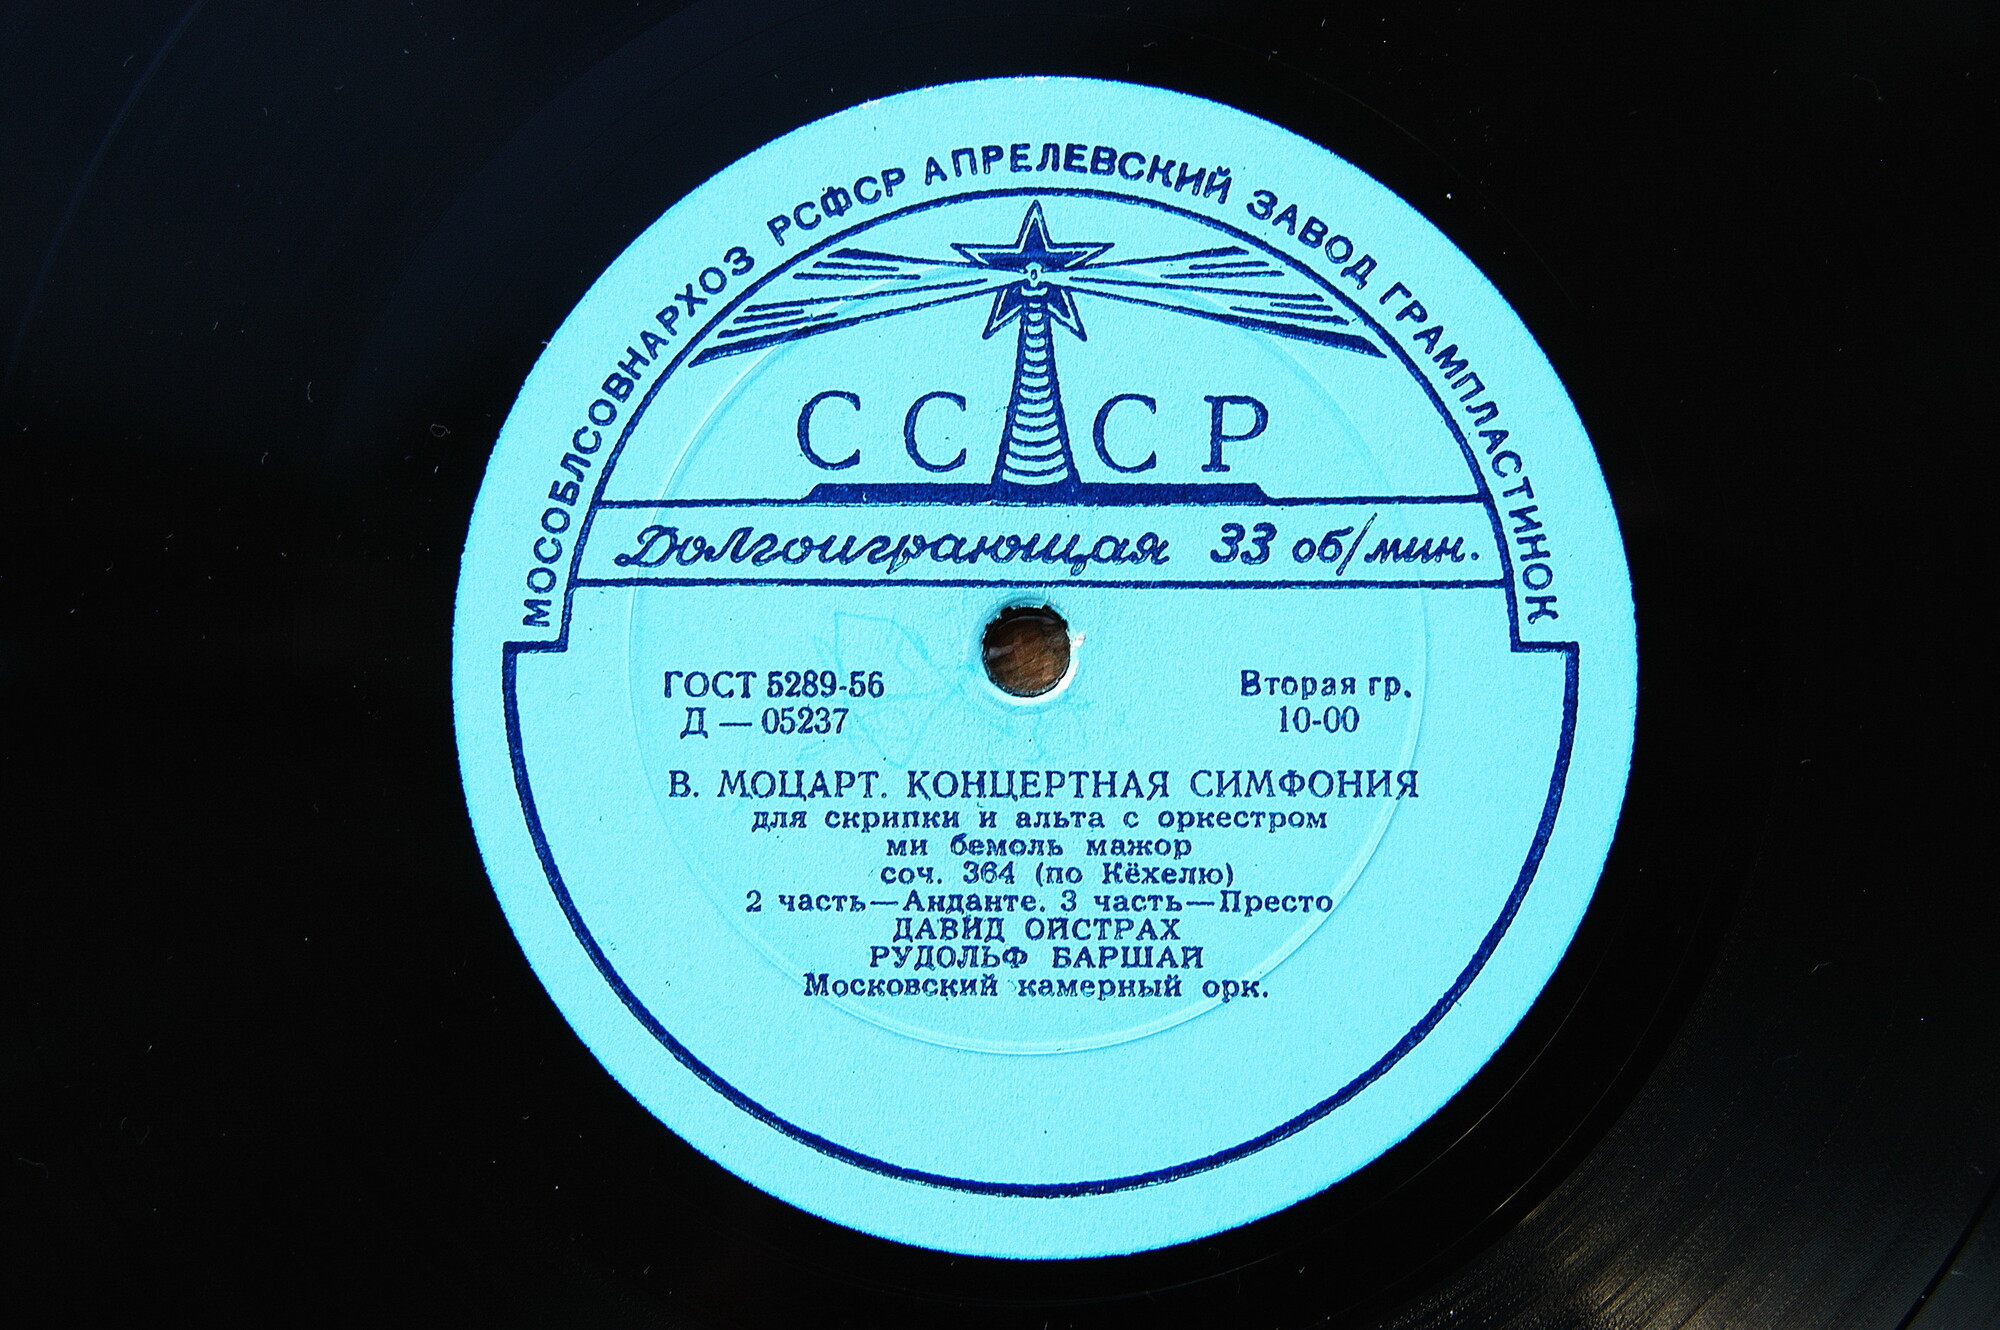 МОСОБЛСОВНАРХОЗ РСФСР АПРЕЛЕВСКИЙ ЗАВОД ГРАМПЛАСТИНОК
СССР
Долгоиграющая 33 об/мин.
ГОСТ 5289-56 Вторая гр.
Д — 05237 10-00
В. МОЦАРТ. КОНЦЕРТНАЯ СИМФОНИЯ
для скрипки и альта с оркестром
ми бемоль мажор
соч. 364 (по Кёхелю)
2 часть—Анданте. 3 часть—Престо
ДАВИД ОЙСТРАХ
РУДОЛЬФ БАРШАЙ
Московский камерный орк.